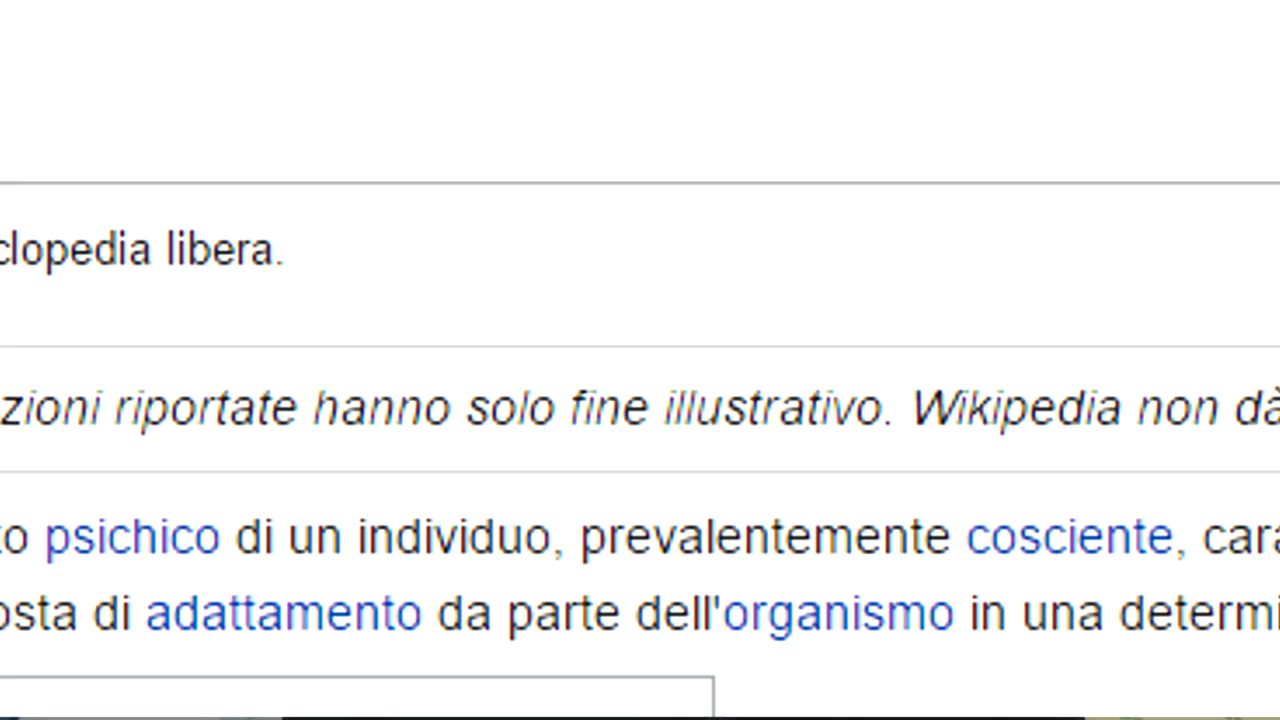 clopedia libera.
zioni riportate hanno solo fine illustrativo. Wikipedia non dà
to psichico di un individuo, prevalentemente cosciente, cara
osta di adattamento da parte dell'organismo in una determi